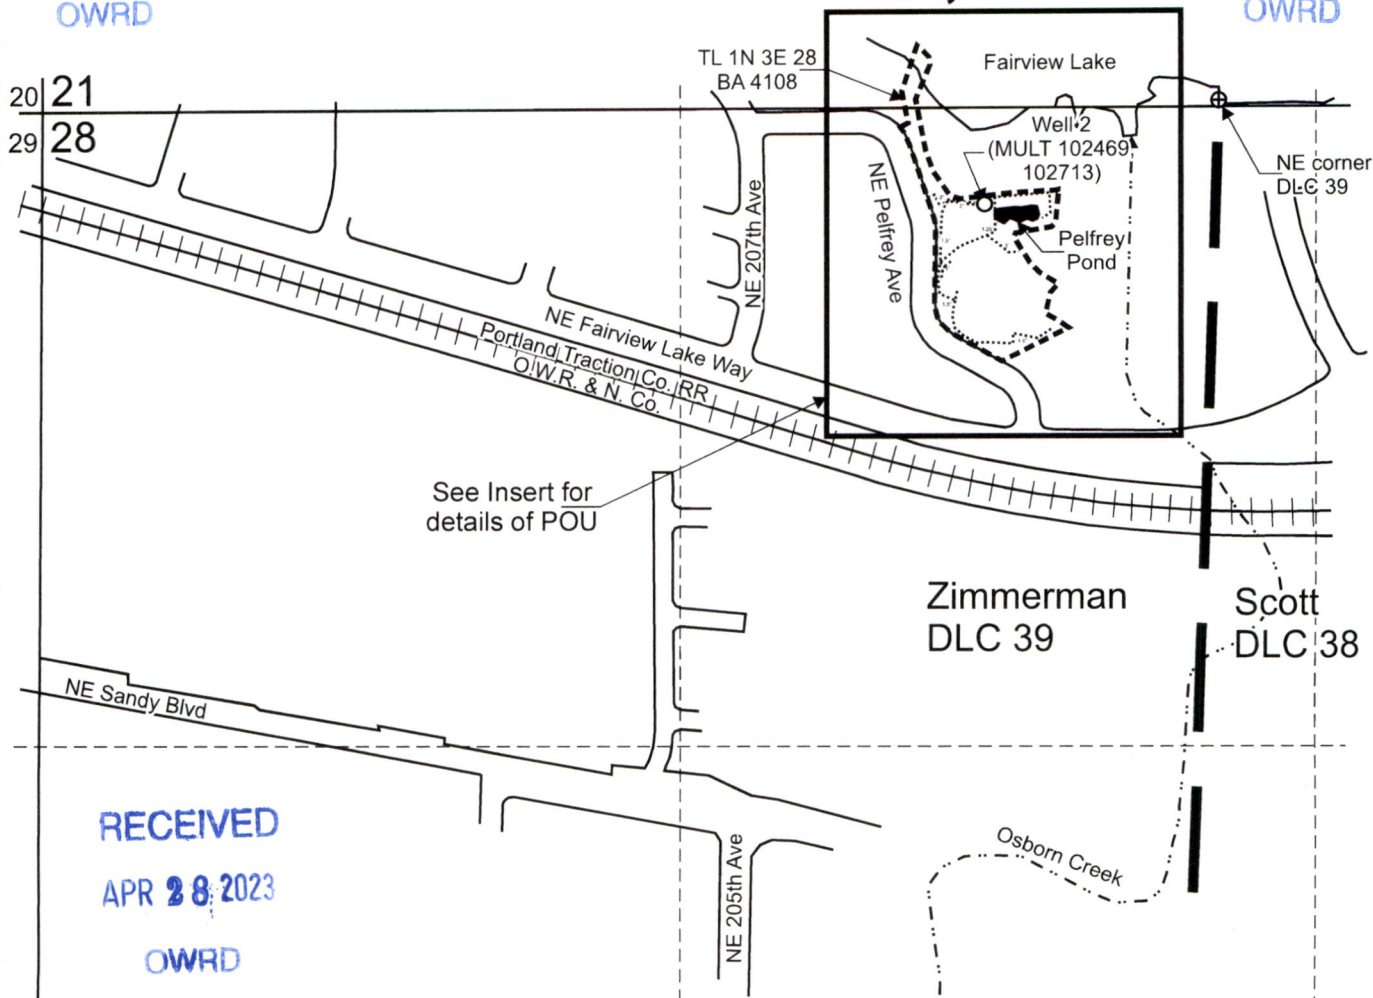 OWRD
OWRD
TL 1N 3E 28
BA 4108
Fairview Lake
20 21
29 28
Well 2
(MULT 102469
102713)
NE corner
DLC 39
NE Pelfrey Ave
NE 207th Ave
Pelfrey
Pond
NE Fairview Lake Way
Portland Traction Co. RR
O.W.R. & N. Co.
See Insert for
details of POU
Zimmerman
DLC 39
Scott
DLC 38
NE Sandy Blvd
RECEIVED
APR 28 2023
OWRD
NE 205th Ave
Osborn Creek